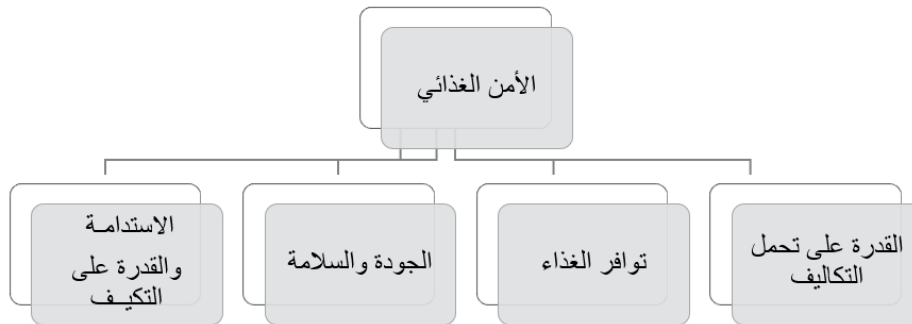 الأمن الغذائي
القدرة على تحمل
التكاليف
توافر الغذاء
الجودة والسلامة
الاستدامـة
والقدرة على
التكيـف